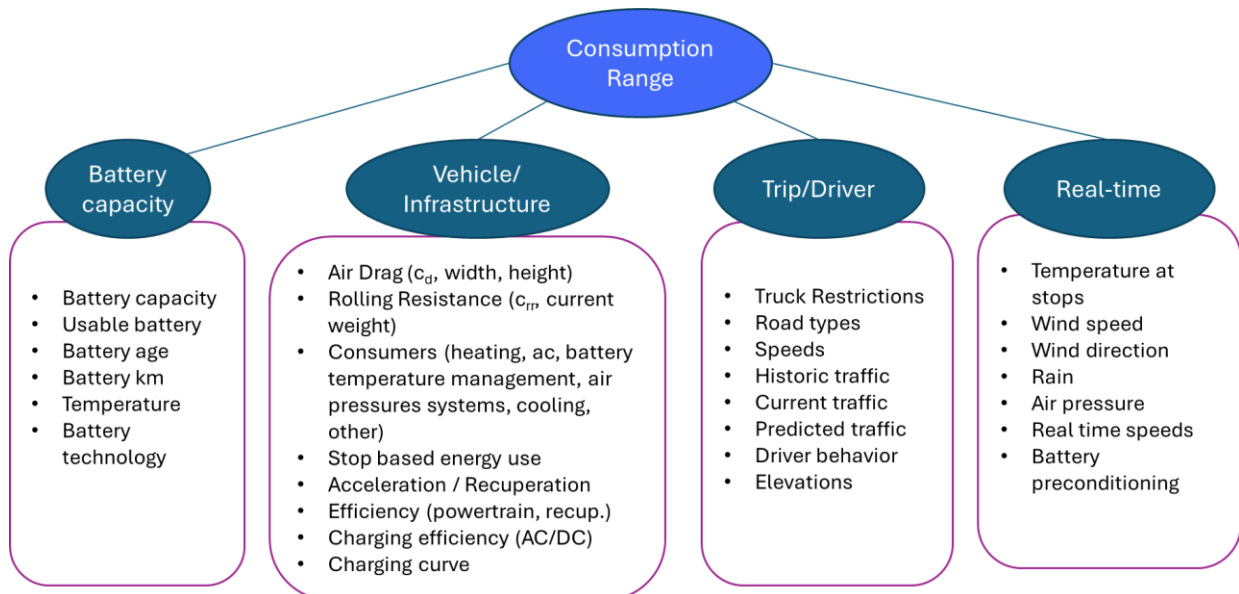 Consumption
Range
Battery
capacity
Vehicle/
Infrastructure
Trip/Driver
Real-time
• Battery capacity
• Usable battery
• Battery age
• Battery km
• Temperature
• Battery
technology
• Air Drag (cd, width, height)
• Rolling Resistance (crr, current
weight)
• Consumers (heating, ac, battery
temperature management, air
pressures systems, cooling,
other)
• Stop based energy use
• Acceleration / Recuperation
• Efficiency (powertrain, recup.)
• Charging efficiency (AC/DC)
• Charging curve
• Truck Restrictions
• Road types
• Speeds
• Historic traffic
• Current traffic
• Predicted traffic
• Driver behavior
• Elevations
• Temperature at
stops
• Wind speed
• Wind direction
• Rain
• Air pressure
• Real time speeds
• Battery
preconditioning